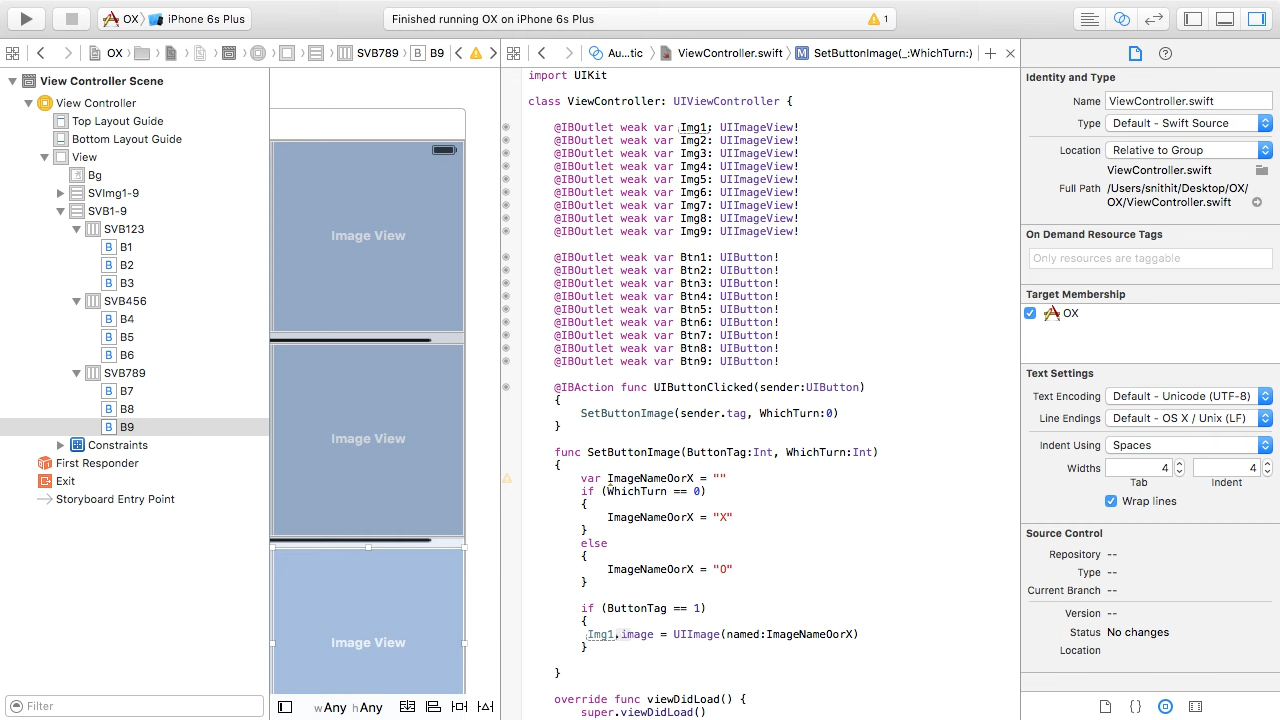 OX
iPhone 6s Plus
Finished running OX on iPhone 6s Plus
1
OX
SVB789
B B9
Au...tic
ViewController.swift
M SetButtonImage(_:WhichTurn:)
View Controller Scene
View Controller
Top Layout Guide
Bottom Layout Guide
View
Bg
SVImg1-9
SVB1-9
SVB123
B B1
B B2
B B3
SVB456
B B4
B B5
B B6
SVB789
B B7
B B8
B B9
Constraints
First Responder
Exit
Storyboard Entry Point
Filter
Image View
Image View
Image View
wAny hAny
import UIKit
class ViewController: UIViewController {
@IBOutlet weak var Img1: UIImageView!
@IBOutlet weak var Img2: UIImageView!
@IBOutlet weak var Img3: UIImageView!
@IBOutlet weak var Img4: UIImageView!
@IBOutlet weak var Img5: UIImageView!
@IBOutlet weak var Img6: UIImageView!
@IBOutlet weak var Img7: UIImageView!
@IBOutlet weak var Img8: UIImageView!
@IBOutlet weak var Img9: UIImageView!
@IBOutlet weak var Btn1: UIButton!
@IBOutlet weak var Btn2: UIButton!
@IBOutlet weak var Btn3: UIButton!
@IBOutlet weak var Btn4: UIButton!
@IBOutlet weak var Btn5: UIButton!
@IBOutlet weak var Btn6: UIButton!
@IBOutlet weak var Btn7: UIButton!
@IBOutlet weak var Btn8: UIButton!
@IBOutlet weak var Btn9: UIButton!
@IBAction func UIButtonClicked(sender:UIButton)
{
SetButtonImage(sender.tag, WhichTurn:0)
}
func SetButtonImage(ButtonTag:Int, WhichTurn:Int)
{
var ImageNameOorX = ""
if (WhichTurn == 0)
{
ImageNameOorX = "X"
}
else
{
ImageNameOorX = "O"
}
if (ButtonTag == 1)
{
Img1.image = UIImage(named:ImageNameOorX)
}
}
override func viewDidLoad() {
super.viewDidLoad()
Identity and Type
Name ViewController.swift
Type Default - Swift Source
Location Relative to Group
ViewController.swift
Full Path /Users/snithit/Desktop/OX/
OX/ViewController.swift
On Demand Resource Tags
Only resources are taggable
Target Membership
OX
Text Settings
Text Encoding Default - Unicode (UTF-8)
Line Endings Default - OS X / Unix (LF)
Indent Using Spaces
Widths 4 4
Tab Indent
Wrap lines
Source Control
Repository --
Type --
Current Branch --
Version --
Status No changes
Location
{ }